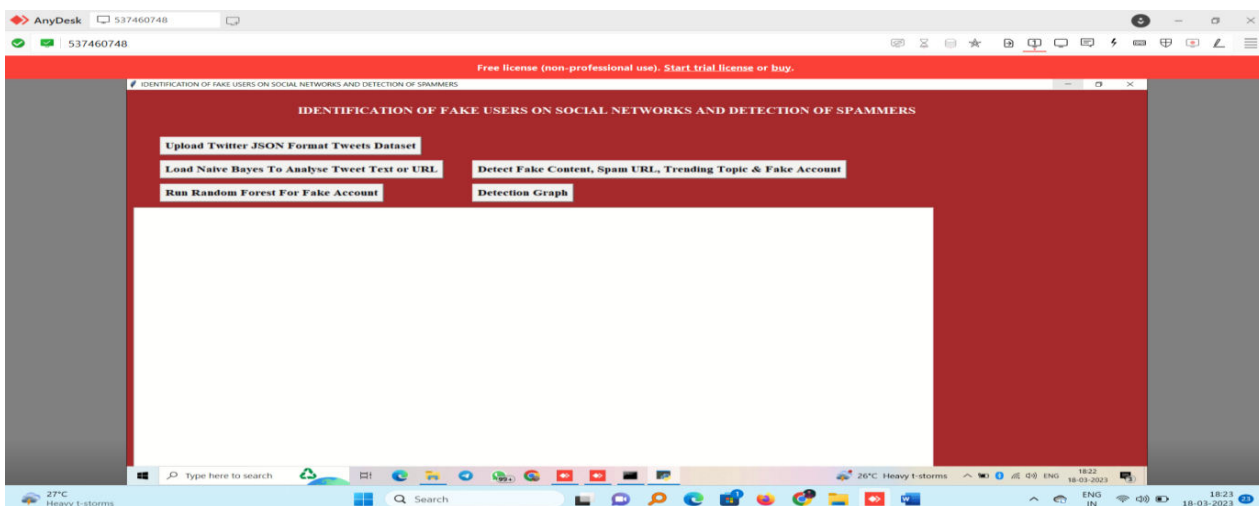 AnyDesk 537460748
537460748
Free license (non-professional use). Start trial license or buy.
IDENTIFICATION OF FAKE USERS ON SOCIAL NETWORKS AND DETECTION OF SPAMMERS
IDENTIFICATION OF FAKE USERS ON SOCIAL NETWORKS AND DETECTION OF SPAMMERS
Upload Twitter JSON Format Tweets Dataset
Load Naive Bayes To Analyse Tweet Text or URL Detect Fake Content, Spam URL, Trending Topic & Fake Account
Run Random Forest For Fake Account Detection Graph
Type here to search 99+ 26°C Heavy t-storms ENG 18:22
18-03-2023
27°C Search ENG 18:23
Heavy t-storms IN 18-03-2023 23